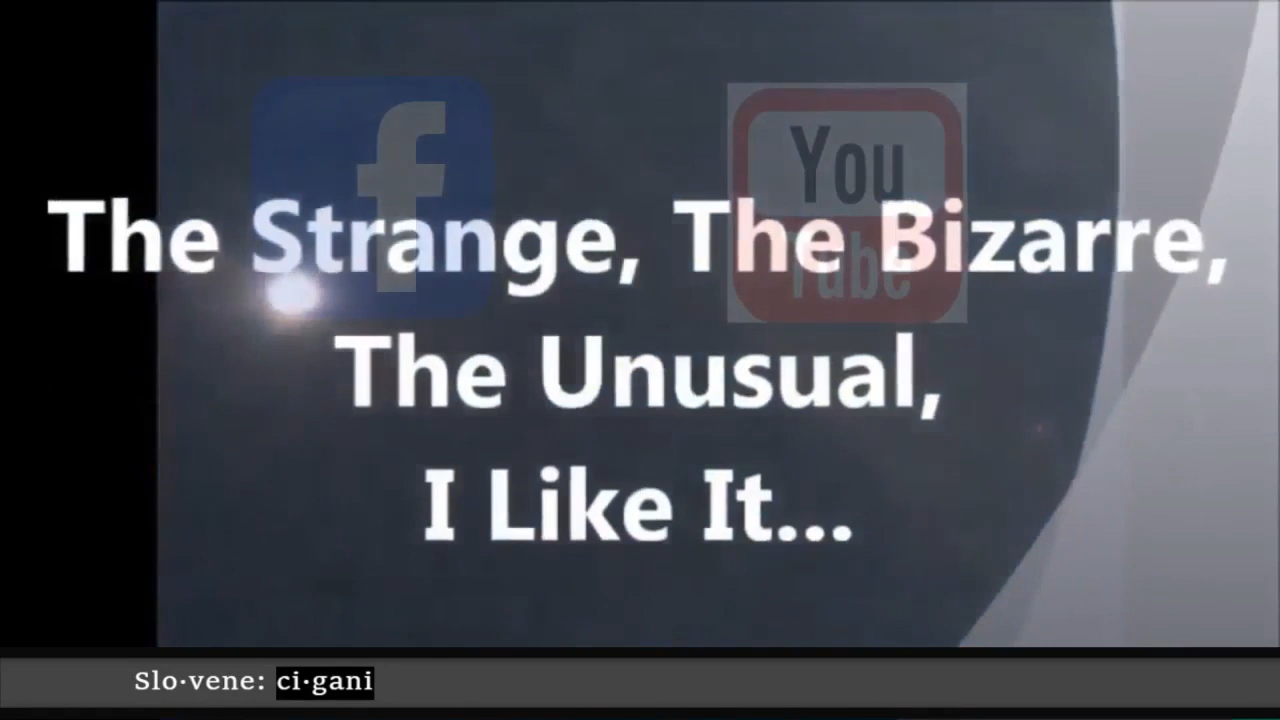 f
You
Tube
The Strange, The Bizarre,
The Unusual,
I Like It...
Slo·vene: ci·gani